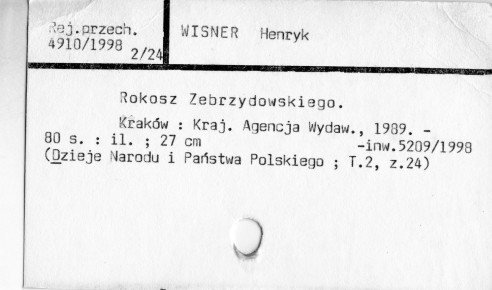 Rej.przech.
4910/1998
2/24
WISNER Henryk
Rokosz Zebrzydowskiego.
Kraków : Kraj. Agencja Wydaw., 1989. -
80 s. : il. ; 27 cm -inw.5209/1998
(Dzieje Narodu i Państwa Polskiego ; T.2, z.24)